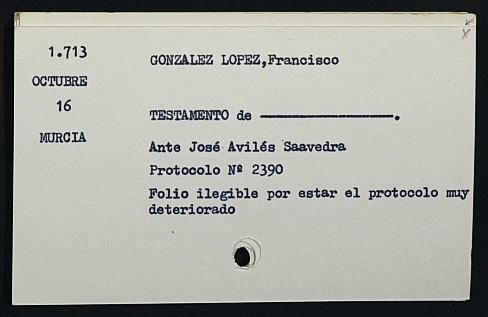 1.713
OCTUBRE
16
MURCIA
GONZALEZ LOPEZ,Francisco
TESTAMENTO de ——————————.
Ante José Avilés Saavedra
Protocolo Nº 2390
Folio ilegible por estar el protocolo muy
deteriorado